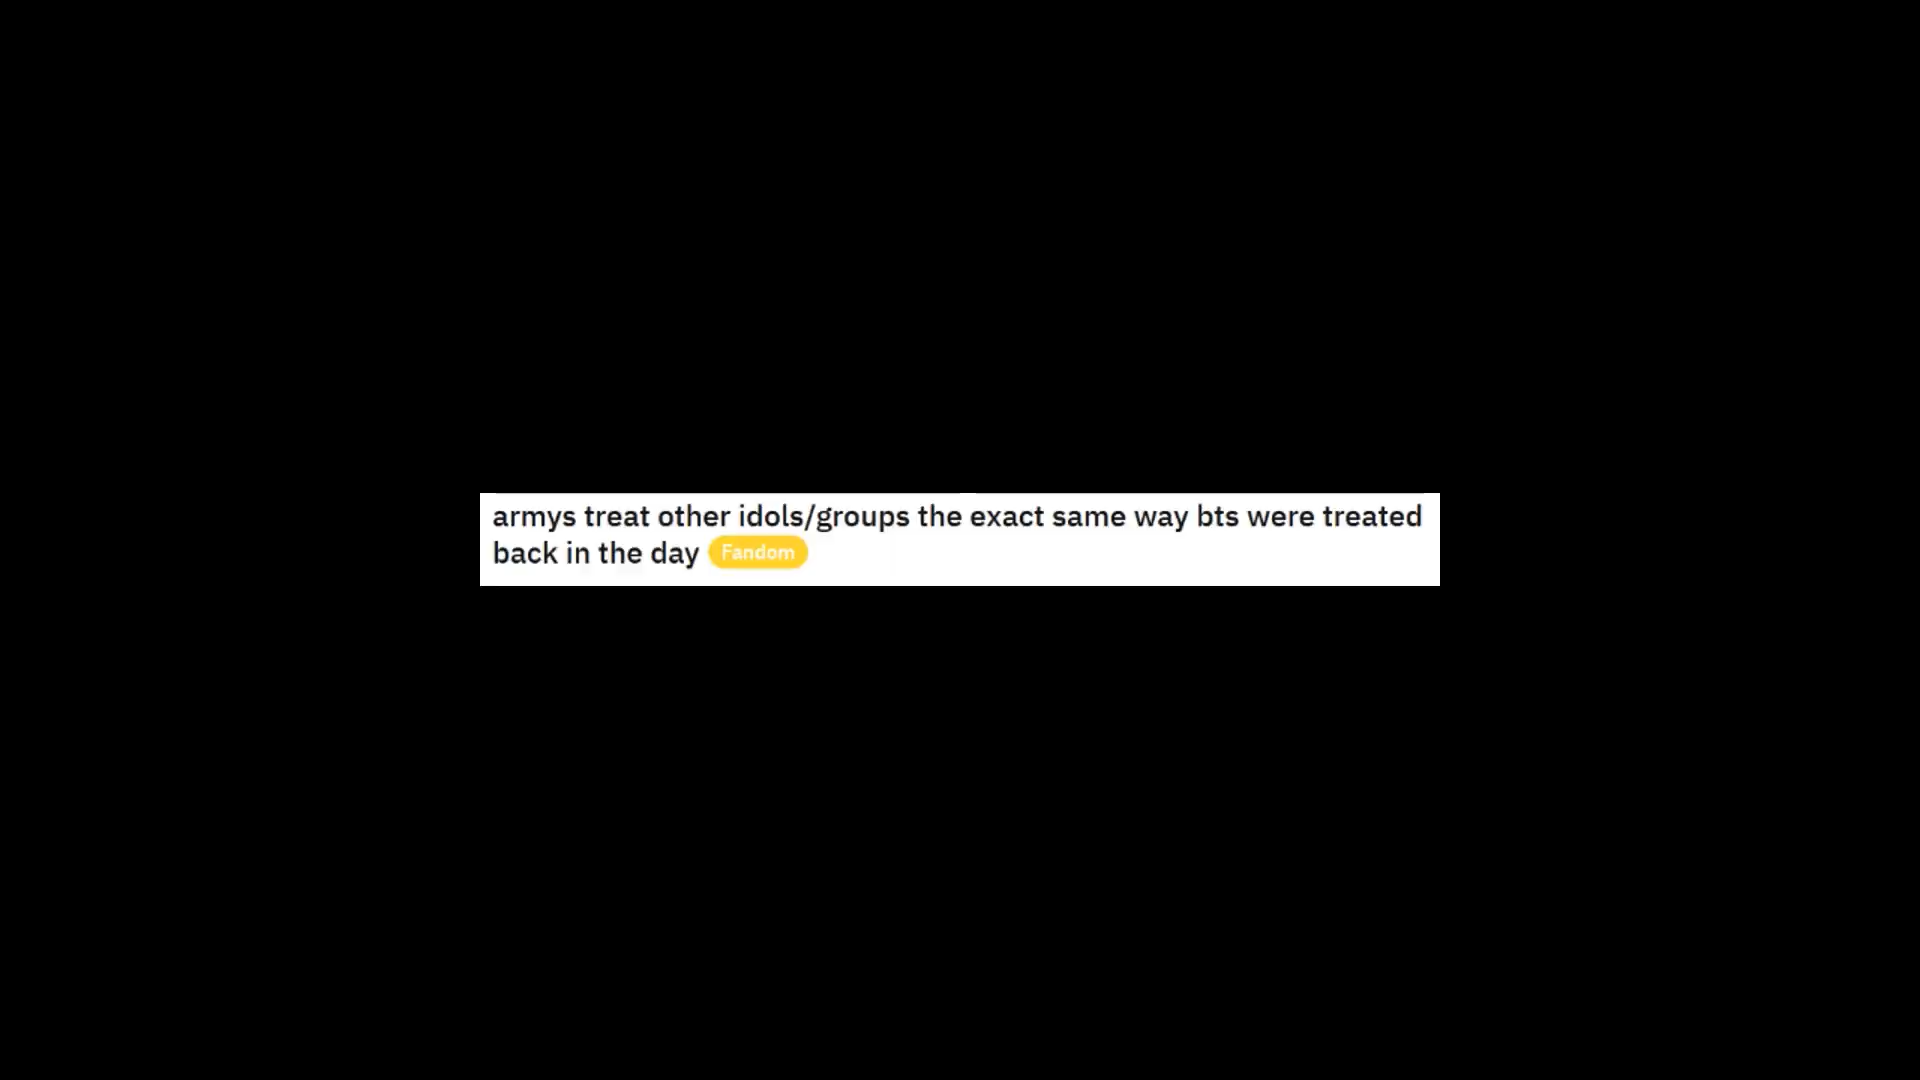 armys treat other idols/groups the exact same way bts were treated
back in the day Fandom